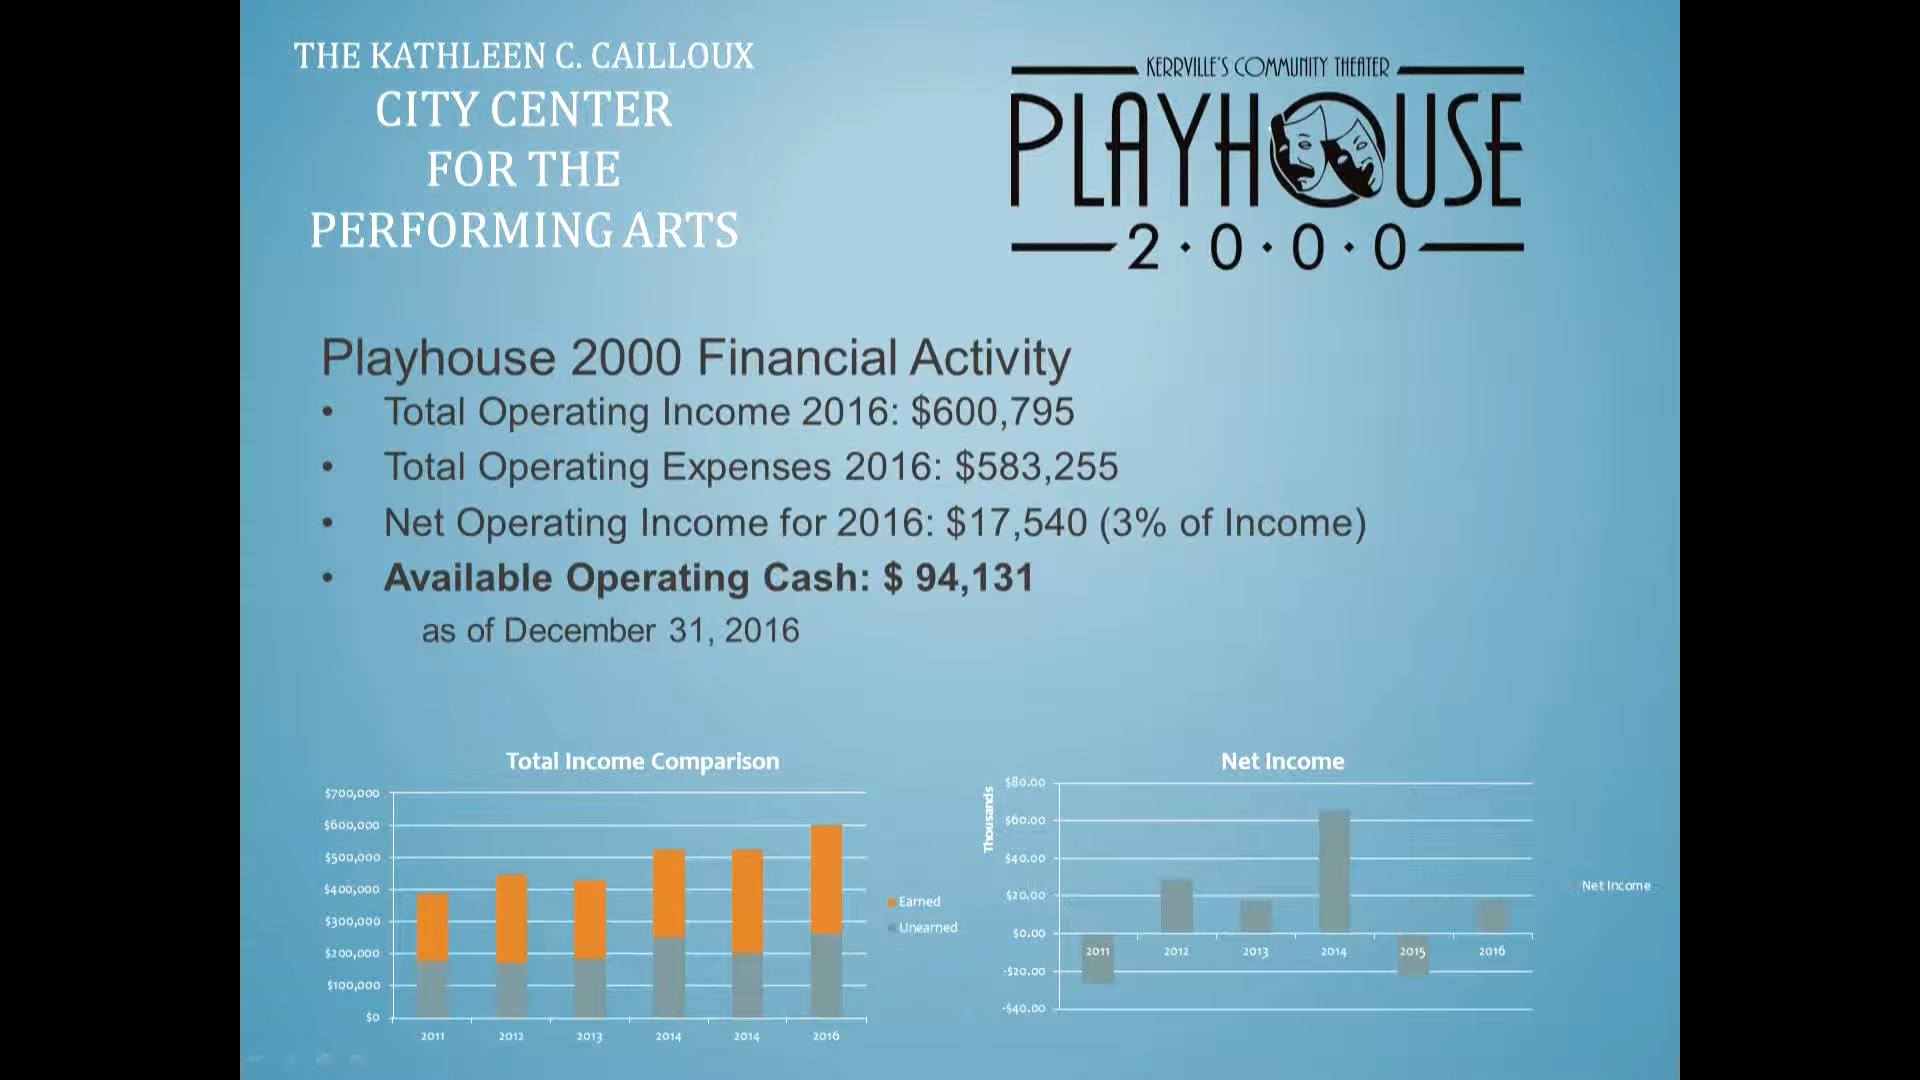 THE KATHLEEN C. CAILLOUX
CITY CENTER
FOR THE
PERFORMING ARTS
KERRVILLE'S COMMUNITY THEATER
PLAYHOUSE
2·0·0·0
Playhouse 2000 Financial Activity
• Total Operating Income 2016: $600,795
• Total Operating Expenses 2016: $583,255
• Net Operating Income for 2016: $17,540 (3% of Income)
• Available Operating Cash: $ 94,131
as of December 31, 2016
Total Income Comparison
$700,000
$600,000
$500,000
$400,000
$300,000
$200,000
$100,000
$0
2011 2012 2013 2014 2014 2016
Earned
Unearned
Net Income
Thousands
$80.00
$60.00
$40.00
$20.00
$0.00
-$20.00
-$40.00
2011 2012 2013 2014 2015 2016
Net Income